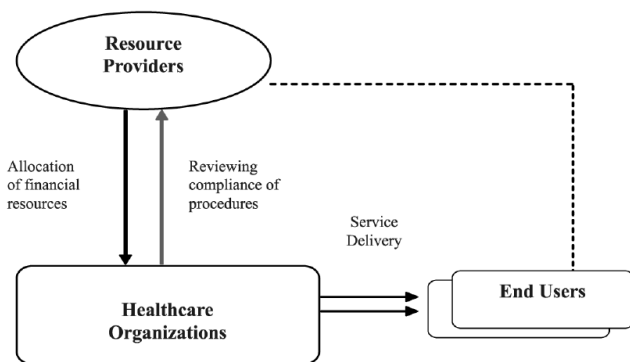 Resource
Providers
Allocation
of financial
resources
Reviewing
compliance of
procedures
Service
Delivery
Healthcare
Organizations
End Users